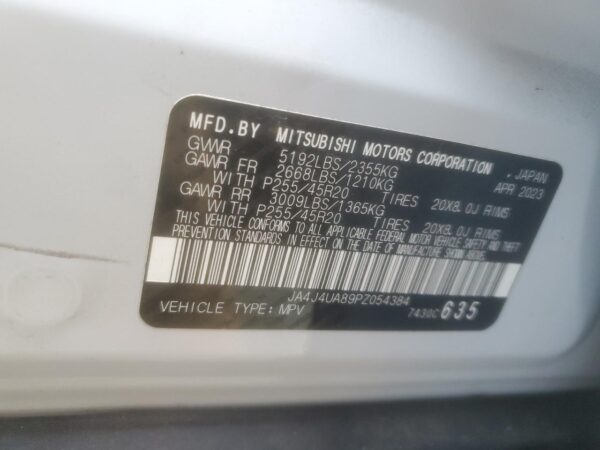 MFD.BY MITSUBISHI MOTORS CORPORATION , JAPAN
GVWR 5192LBS/2355KG APR 2023
GAWR FR 2668LBS/1210KG
WITH P255/45R20 TIRES 20X8.0J RIMS
GAWR RR 3009LBS/1365KG
WITH P255/45R20 TIRES 20X8.0J RIMS
THIS VEHICLE CONFORMS TO ALL APPLICABLE FEDERAL MOTOR VEHICLE SAFETY AND THEFT
PREVENTION STANDARDS IN EFFECT ON THE DATE OF MANUFACTURE SHOWN ABOVE.
JA4J4UA89PZ054384
VEHICLE TYPE: MPV 7430C 635